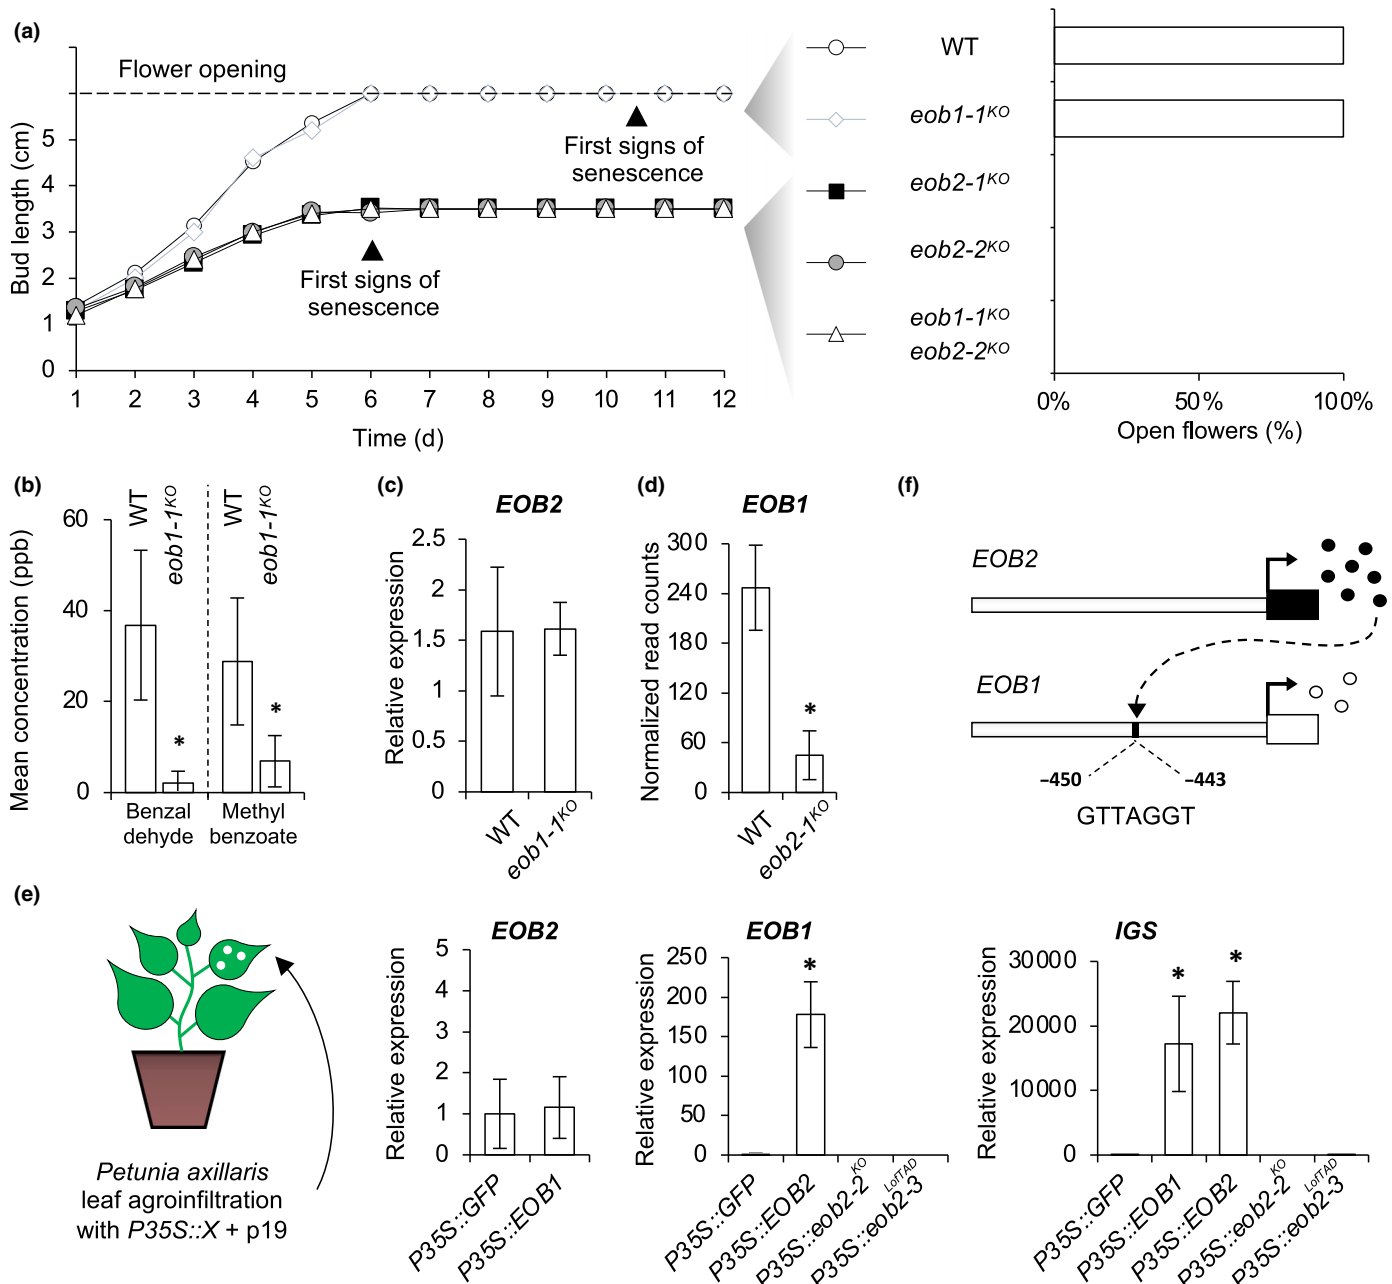 (a)
Flower opening
First signs of
senescence
First signs of
senescence
Bud length (cm)
5
4
3
2
1
0
1 2 3 4 5 6 7 8 9 10 11 12
Time (d)
WT
eob1-1KO
eob2-1KO
eob2-2KO
eob1-1KO
eob2-2KO
0% 50% 100%
Open flowers (%)
(b)
Mean concentration (ppb)
60
40
20
0
WT
eob1-1KO
WT
eob1-1KO
*
*
Benzal
dehyde
Methyl
benzoate
(c)
EOB2
Relative expression
2.5
2
1.5
1
0.5
0
WT
eob1-1KO
(d)
EOB1
Normalized read counts
300
240
180
120
60
0
*
WT
eob2-1KO
(f)
EOB2
EOB1
–450
–443
GTTAGGT
(e)
Petunia axillaris
leaf agroinfiltration
with P35S::X + p19
EOB2
Relative expression
5
4
3
2
1
0
P35S::GFP
P35S::EOB1
EOB1
Relative expression
250
200
150
100
50
0
*
P35S::GFP
P35S::EOB2
P35S::eob2-2KO
P35S::eob2-3LofTAD
IGS
Relative expression
30000
20000
10000
0
*
*
P35S::GFP
P35S::EOB1
P35S::EOB2
P35S::eob2-2KO
P35S::eob2-3LofTAD